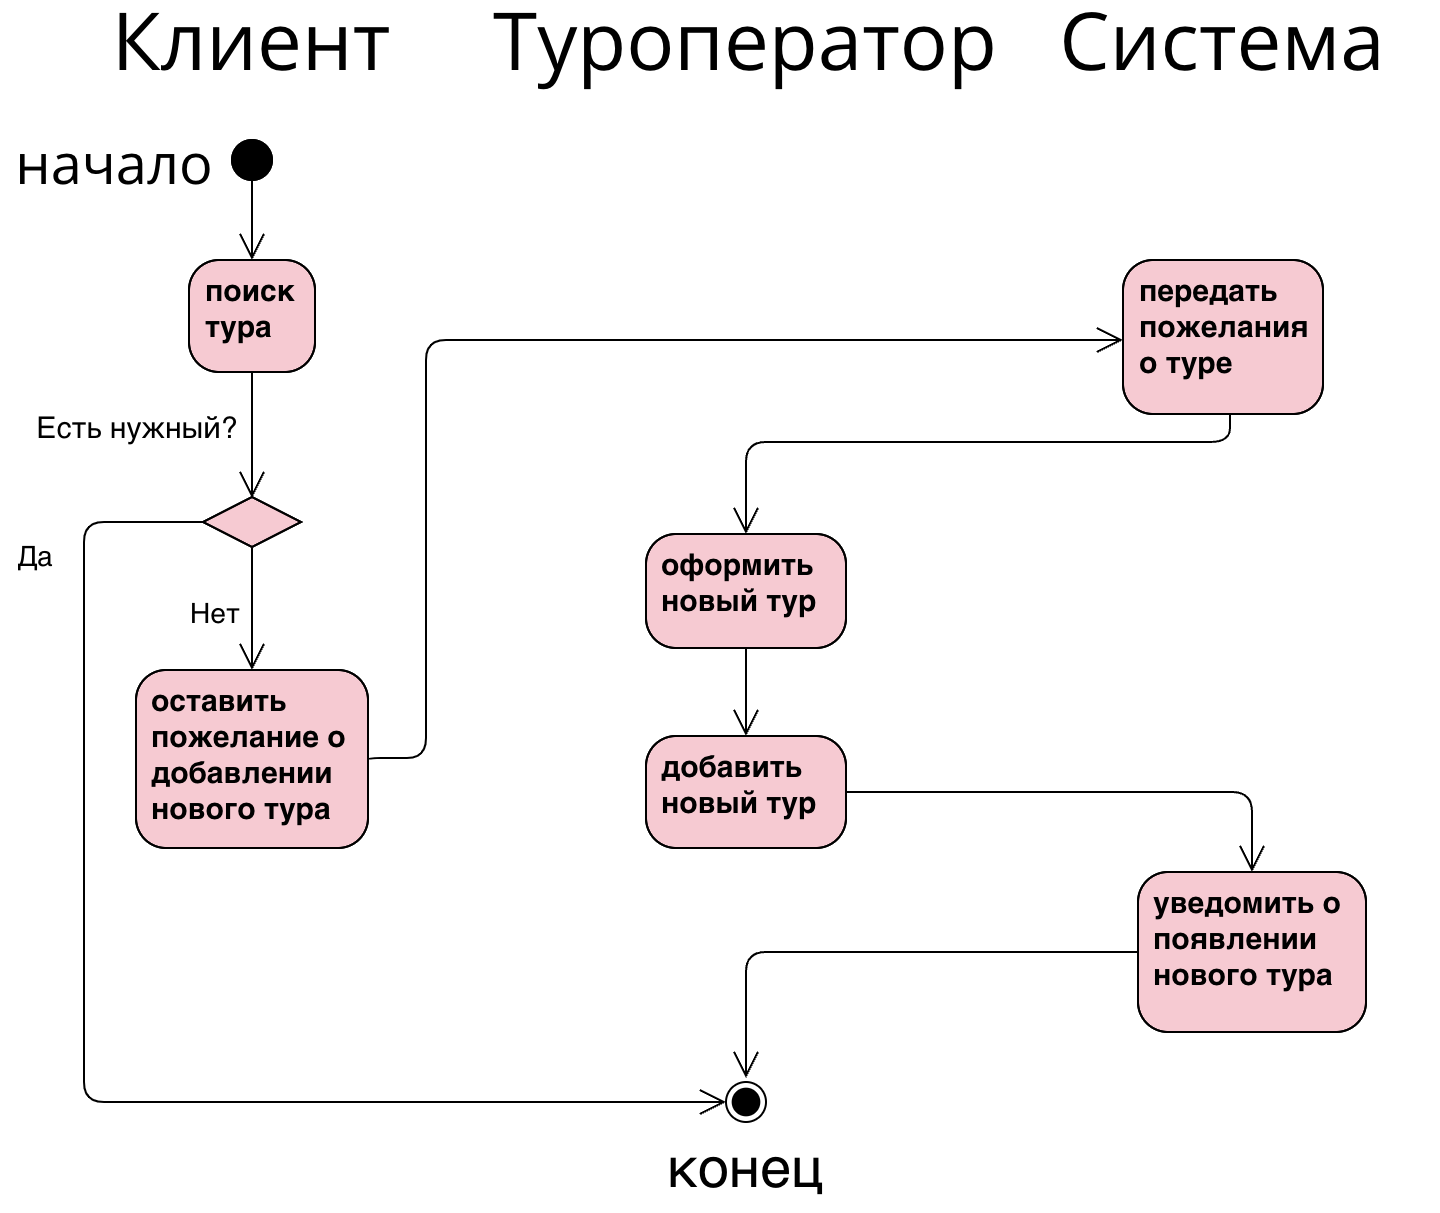 Клиент Туроператор Система
начало
поиск
тура
передать
пожелания
о туре
Есть нужный?
Да
оформить
новый тур
Нет
оставить
пожелание о
добавлении
нового тура
добавить
новый тур
уведомить о
появлении
нового тура
конец